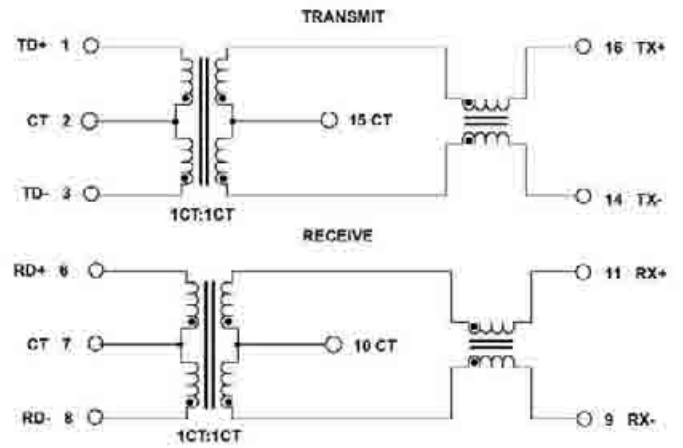 TRANSMIT
TD+ 1
16 TX+
CT 2
15 CT
TD- 3
14 TX-
1CT:1CT
RECEIVE
RD+ 6
11 RX+
CT 7
10 CT
RD- 8
9 RX-
1CT:1CT